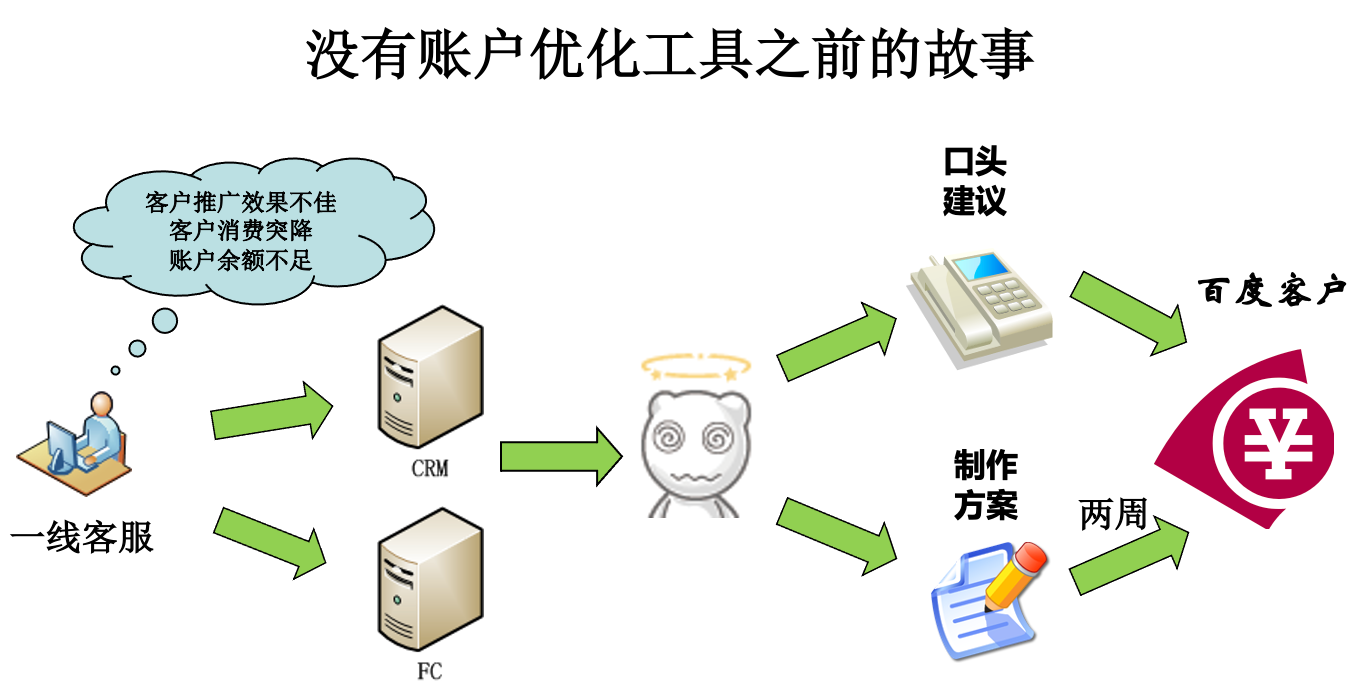 没有账户优化工具之前的故事
客户推广效果不佳
客户消费突降
账户余额不足
一线客服
CRM
FC
口头
建议
制作
方案
两周
百度客户